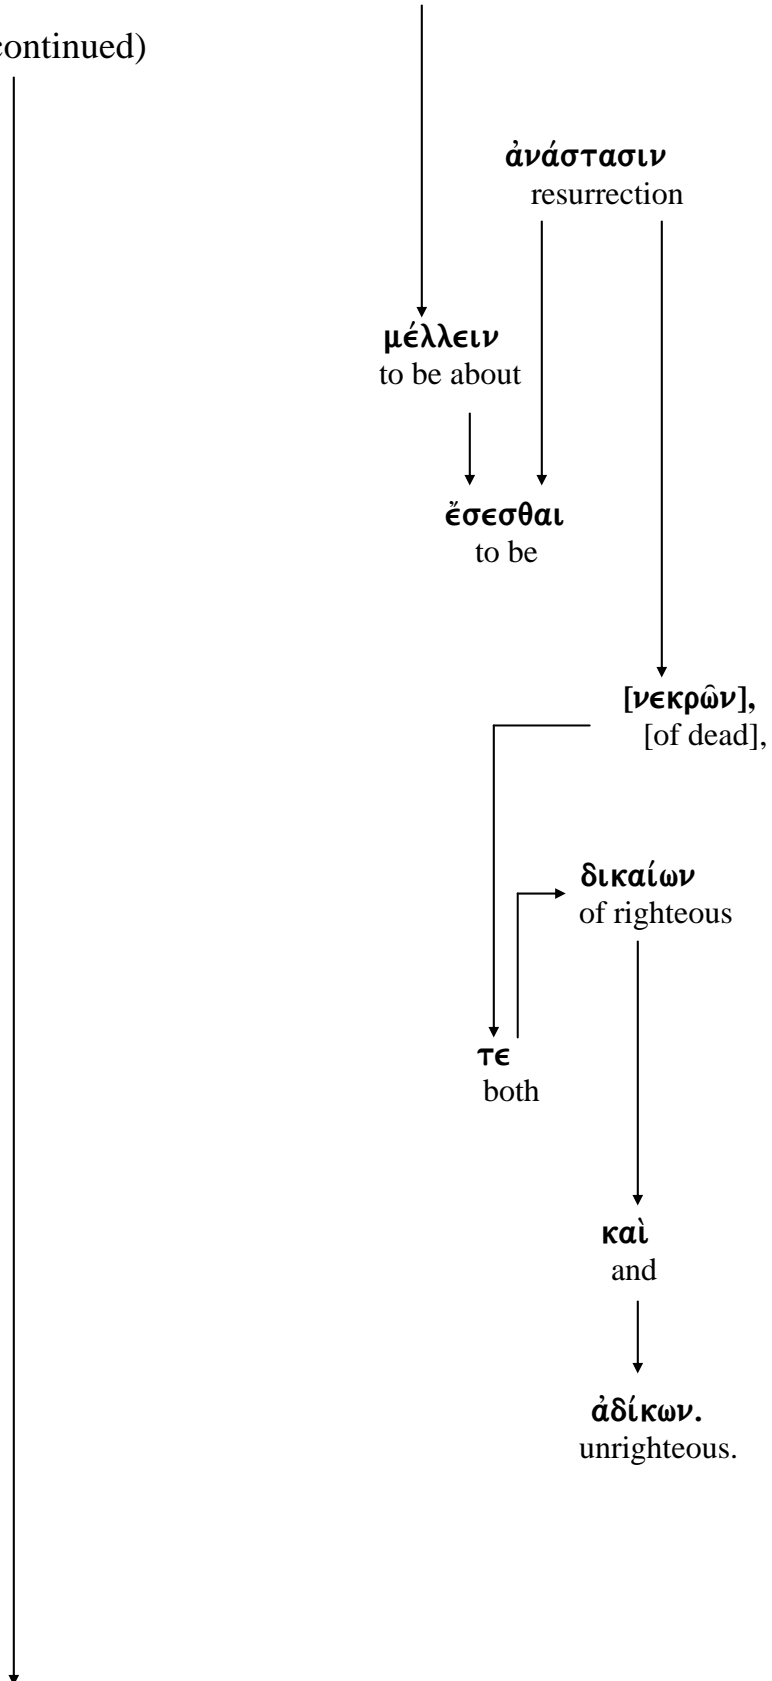 continued)
ἀνάστασιν
resurrection
μέλλειν
to be about
ἔσεσθαι
to be
[νεκρῶν],
[of dead],
δικαίων
of righteous
τε
both
καὶ
and
ἀδίκων.
unrighteous.